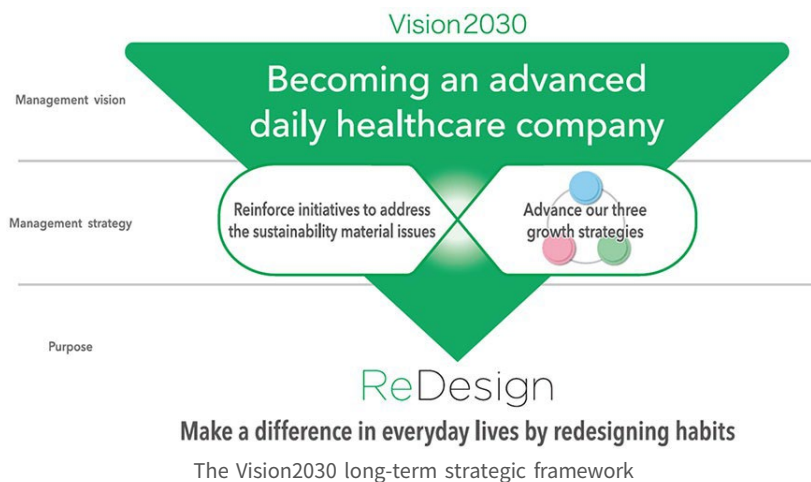 Vision2030
Becoming an advanced
daily healthcare company
Management vision
Reinforce initiatives to address
the sustainability material issues
Advance our three
growth strategies
Management strategy
Purpose
ReDesign
Make a difference in everyday lives by redesigning habits
The Vision2030 long-term strategic framework